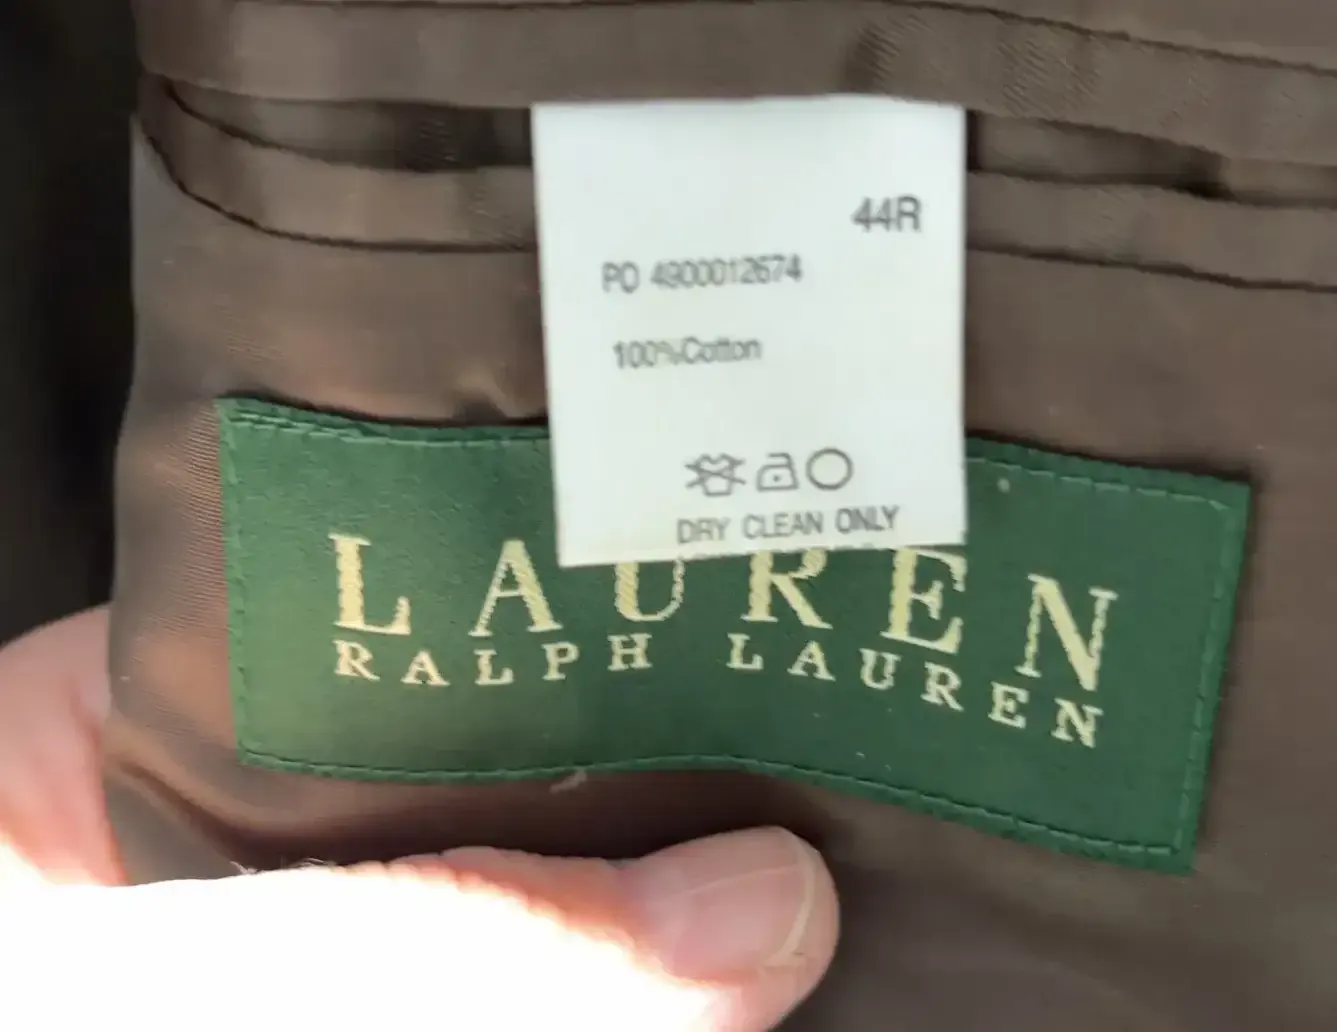 44R
PO 4900012674
100%Cotton
DRY CLEAN ONLY
LAUREN
RALPH LAUREN